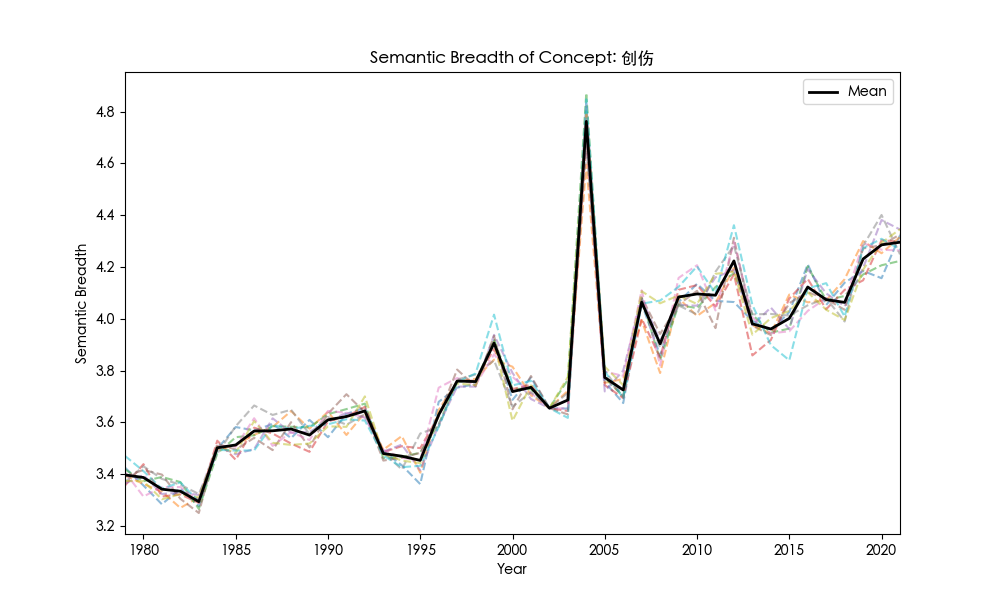 Semantic Breadth of Concept: 创伤
Mean
Semantic Breadth
4.8
4.6
4.4
4.2
4.0
3.8
3.6
3.4
3.2
1980 1985 1990 1995 2000 2005 2010 2015 2020
Year